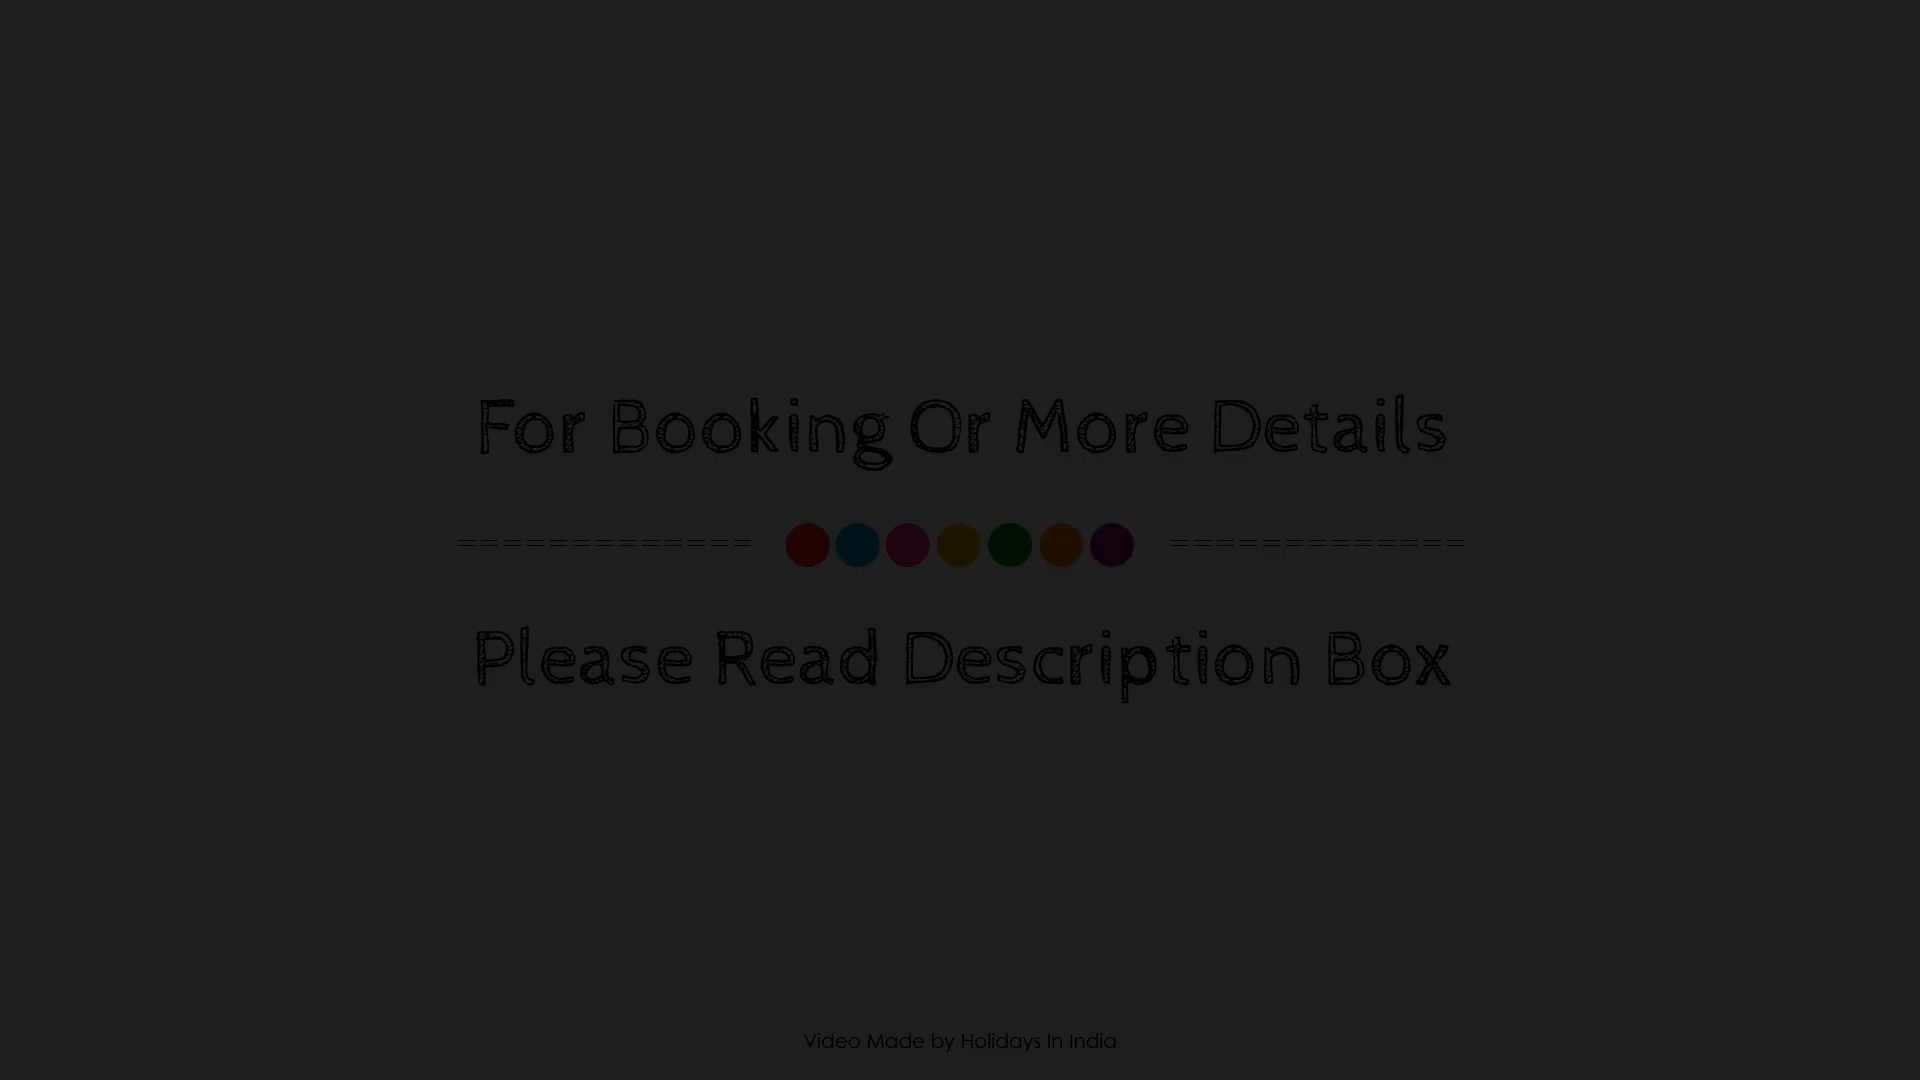 For Booking Or More Details
============= =============
Please Read Description Box
Video Made by Holidays In India